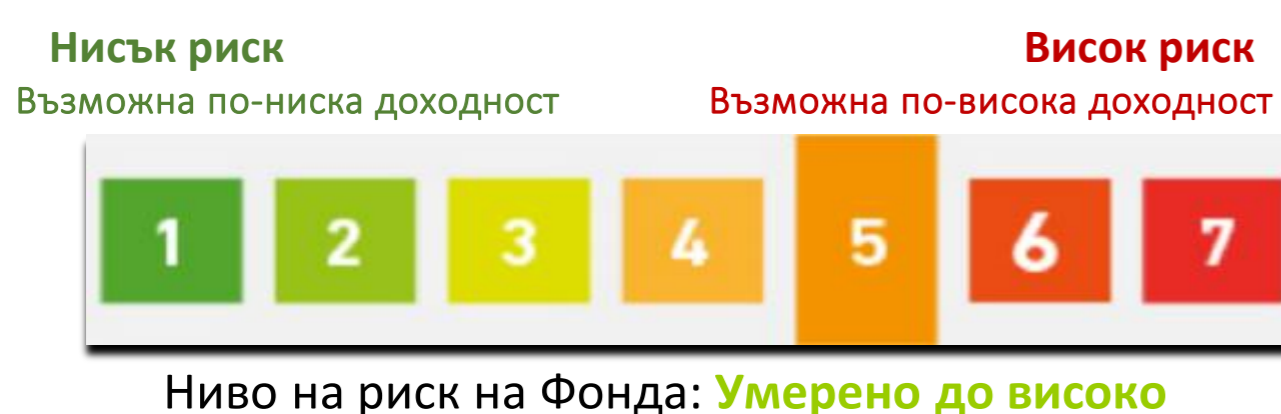 Нисък риск
Висок риск
Възможна по-ниска доходност
Възможна по-висока доходност
1 2 3 4 5 6 7
Ниво на риск на Фонда: Умерено до високо